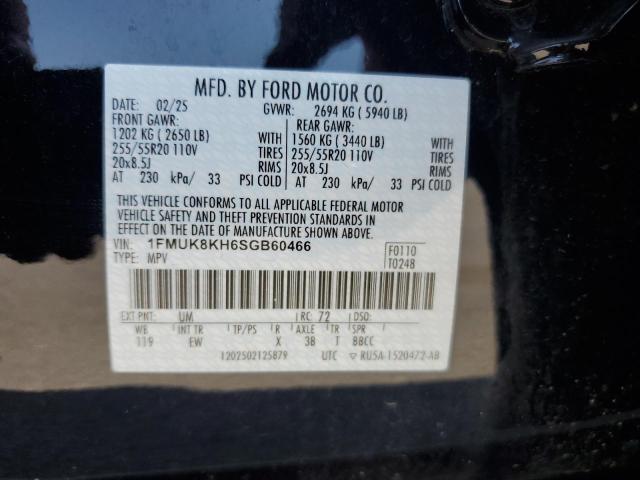 MFD. BY FORD MOTOR CO.
DATE: 02/25 GVWR: 2694 KG ( 5940 LB)
FRONT GAWR: REAR GAWR:
1202 KG ( 2650 LB) WITH 1560 KG ( 3440 LB) WITH
255/55R20 110V TIRES 255/55R20 110V TIRES
20x8.5J RIMS 20x8.5J RIMS
AT 230 kPa/ 33 PSI COLD AT 230 kPa/ 33 PSI COLD
THIS VEHICLE CONFORMS TO ALL APPLICABLE FEDERAL MOTOR
VEHICLE SAFETY AND THEFT PREVENTION STANDARDS IN
EFFECT ON THE DATE OF MANUFACTURE SHOWN ABOVE.
VIN: 1FMUK8KH6SGB60466 F0110
TYPE: MPV T0248
EXT PNT: UM RC: 72 DSO:
WB INT TR TP/PS R AXLE TR SPR
119 EW X 3B T 8BCC
1202502125879 UTC ▽ RU5A-1520472-AB